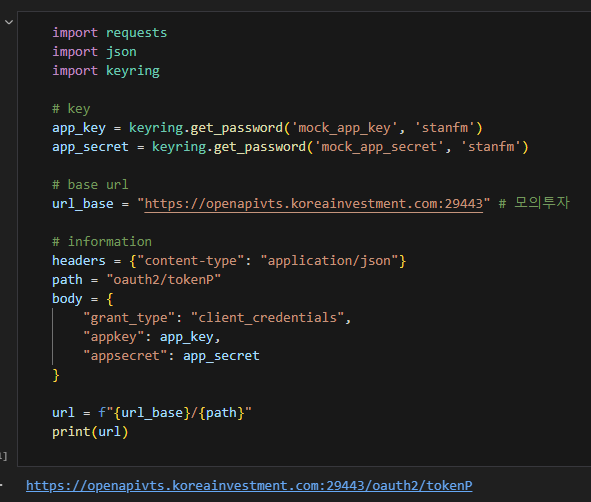 import requests
import json
import keyring
# key
app_key = keyring.get_password('mock_app_key', 'stanfm')
app_secret = keyring.get_password('mock_app_secret', 'stanfm')
# base url
url_base = "https://openapivts.koreainvestment.com:29443" # 모의투자
# information
headers = {"content-type": "application/json"}
path = "oauth2/tokenP"
body = {
    "grant_type": "client_credentials",
    "appkey": app_key,
    "appsecret": app_secret
}
url = f"{url_base}/{path}"
print(url)
https://openapivts.koreainvestment.com:29443/oauth2/tokenP